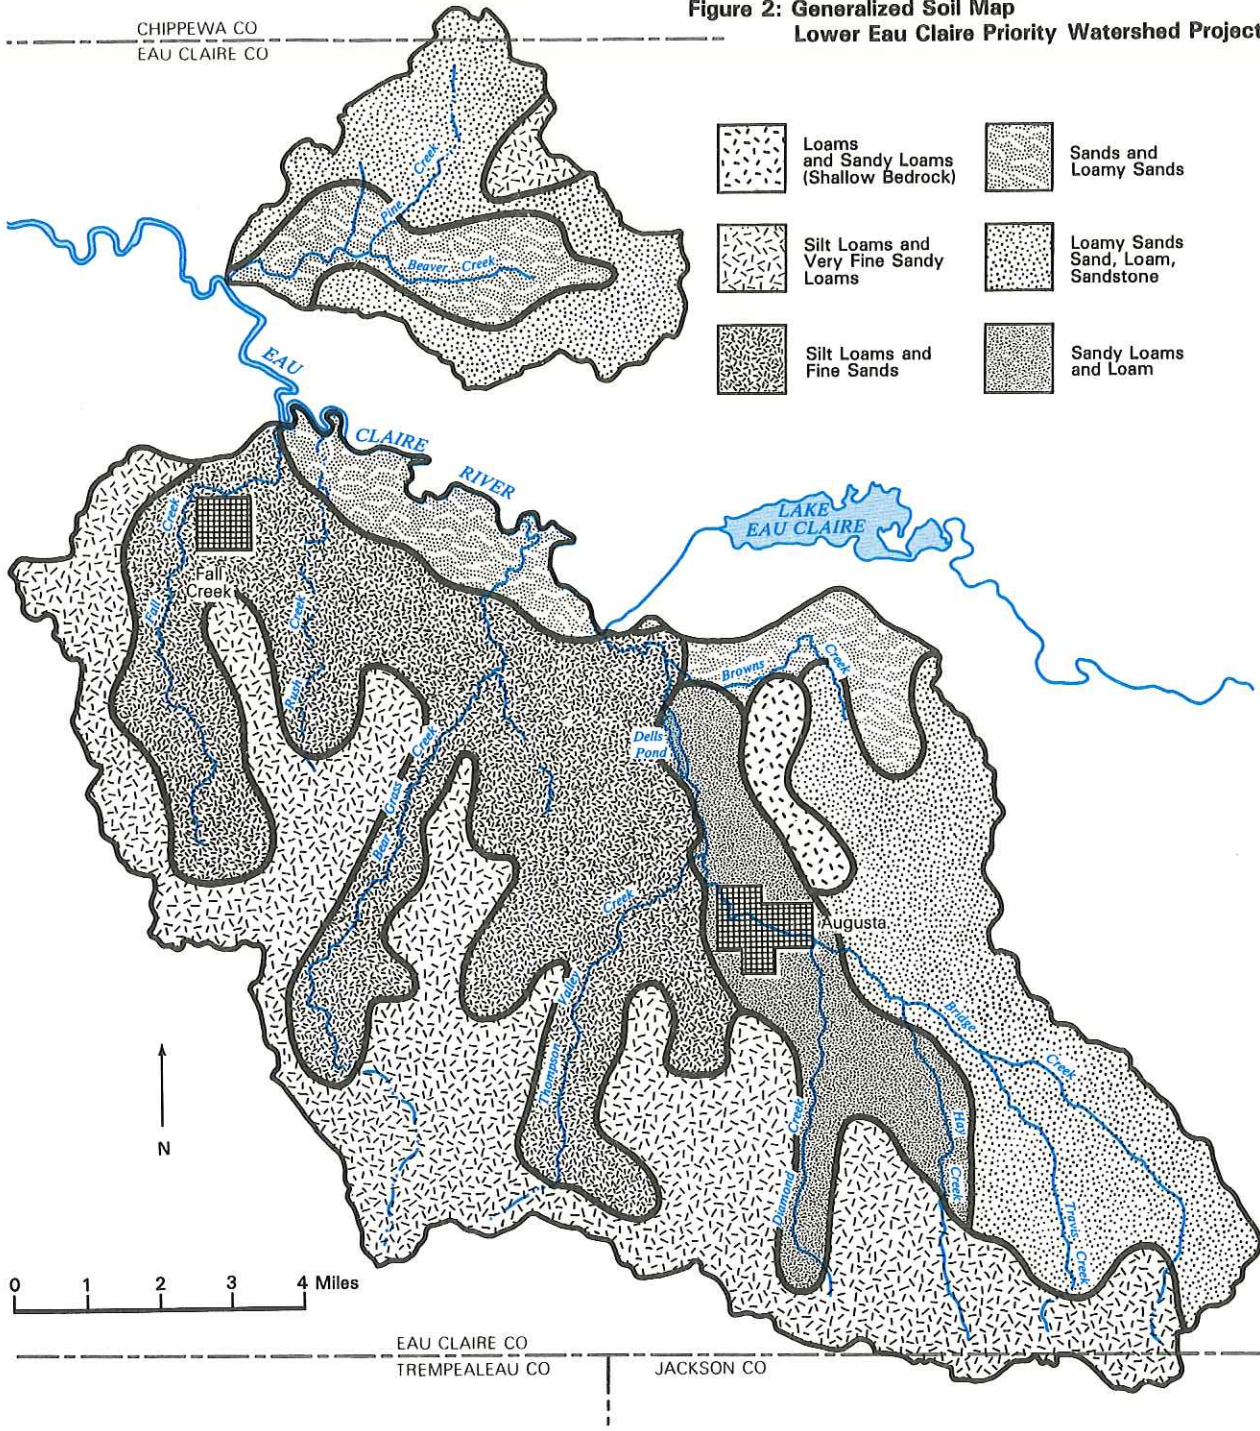 Figure 2: Generalized Soil Map
Lower Eau Claire Priority Watershed Project
CHIPPEWA CO
EAU CLAIRE CO
Loams
and Sandy Loams
(Shallow Bedrock)
Sands and
Loamy Sands
Silt Loams and
Very Fine Sandy
Loams
Loamy Sands
Sand, Loam,
Sandstone
Silt Loams and
Fine Sands
Sandy Loams
and Loam
Pine
Creek
Beaver Creek
EAU
CLAIRE
RIVER
LAKE
EAU CLAIRE
Fall
Creek
Fall
Creek
Rush
Creek
Bear
Grass
Creek
Browns
Creek
Dells
Pond
Thompson
Valley
Creek
Augusta
Bridge
Creek
Hay
Creek
Diamond
Creek
Travis
Creek
N
0 1 2 3 4 Miles
EAU CLAIRE CO
TREMPEALEAU CO
JACKSON CO